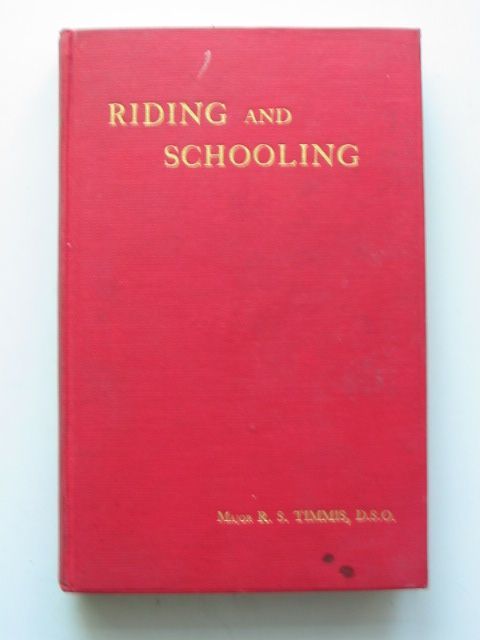 RIDING AND
SCHOOLING
MAJOR R. S. TIMMIS, D.S.O.